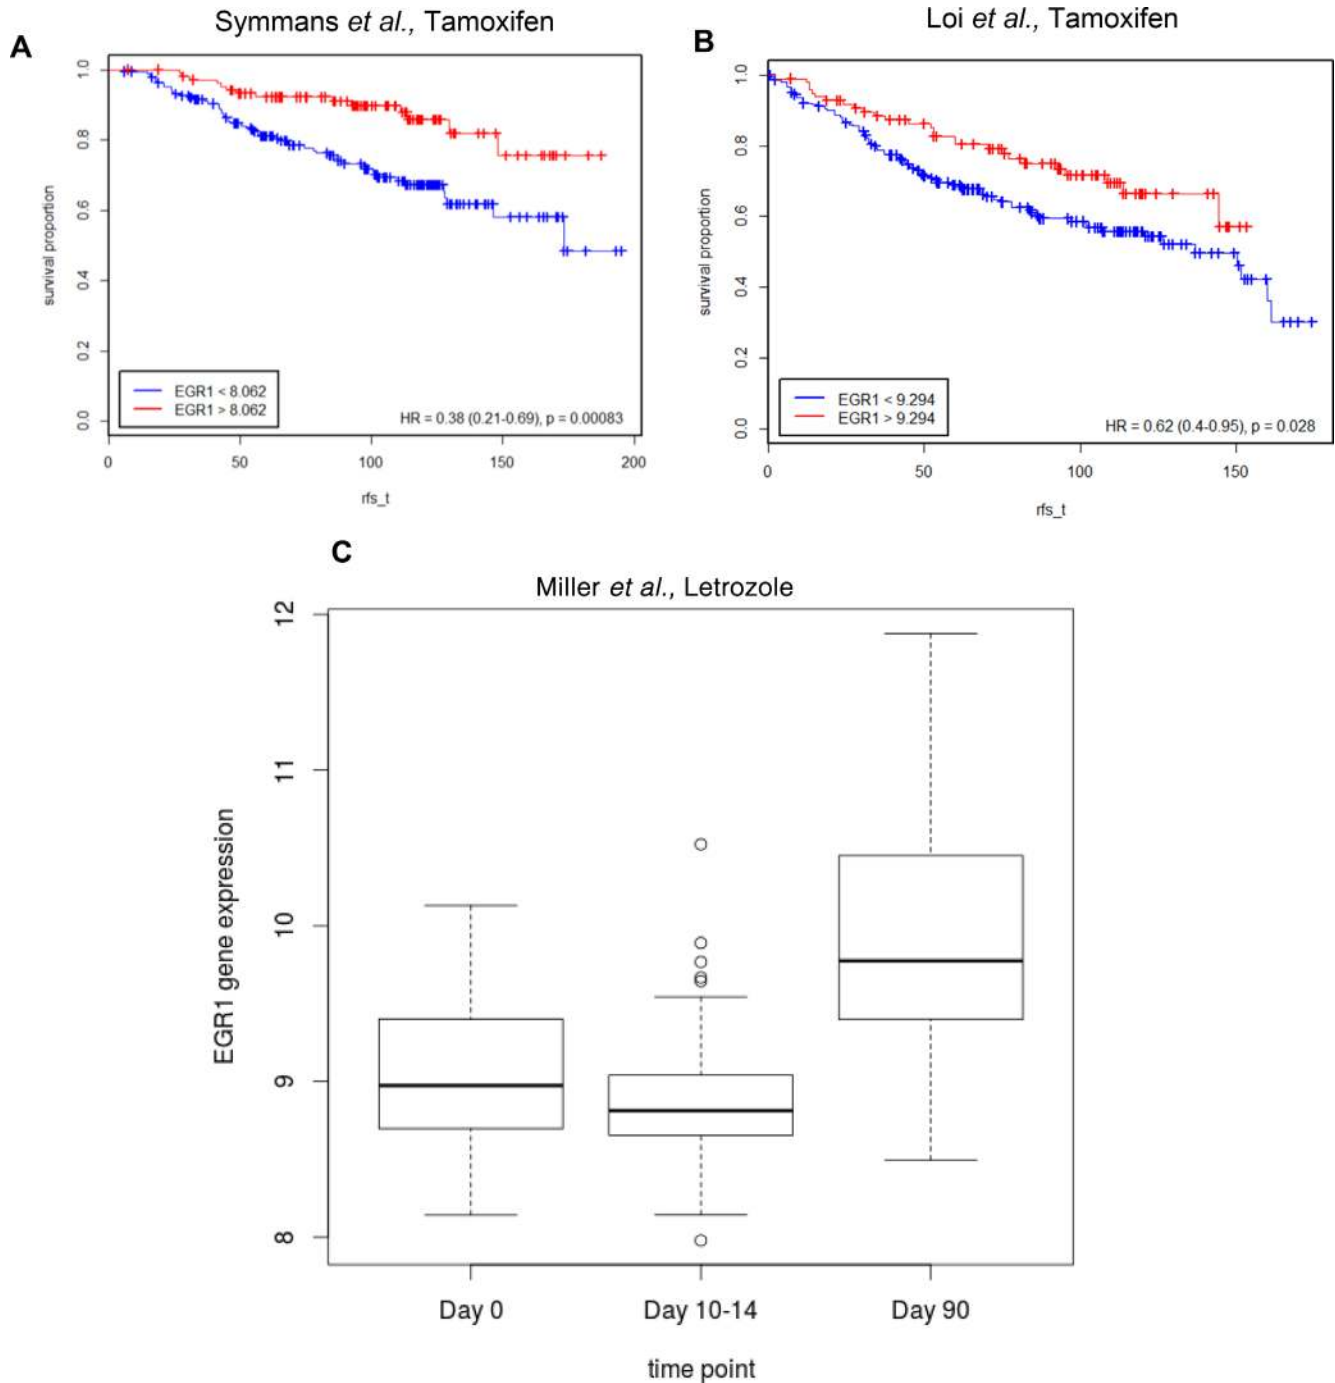 Symmans et al., Tamoxifen
A
survival proportion
1.0
0.8
0.6
0.4
0.2
0.0
EGR1 < 8.062
EGR1 > 8.062
HR = 0.38 (0.21-0.69), p = 0.00083
0 50 100 150 200
rfs_t
Loi et al., Tamoxifen
B
survival proportion
1.0
0.8
0.6
0.4
0.2
0.0
EGR1 < 9.294
EGR1 > 9.294
HR = 0.62 (0.4-0.95), p = 0.028
0 50 100 150
rfs_t
C
Miller et al., Letrozole
EGR1 gene expression
12
11
10
9
8
Day 0 Day 10-14 Day 90
time point